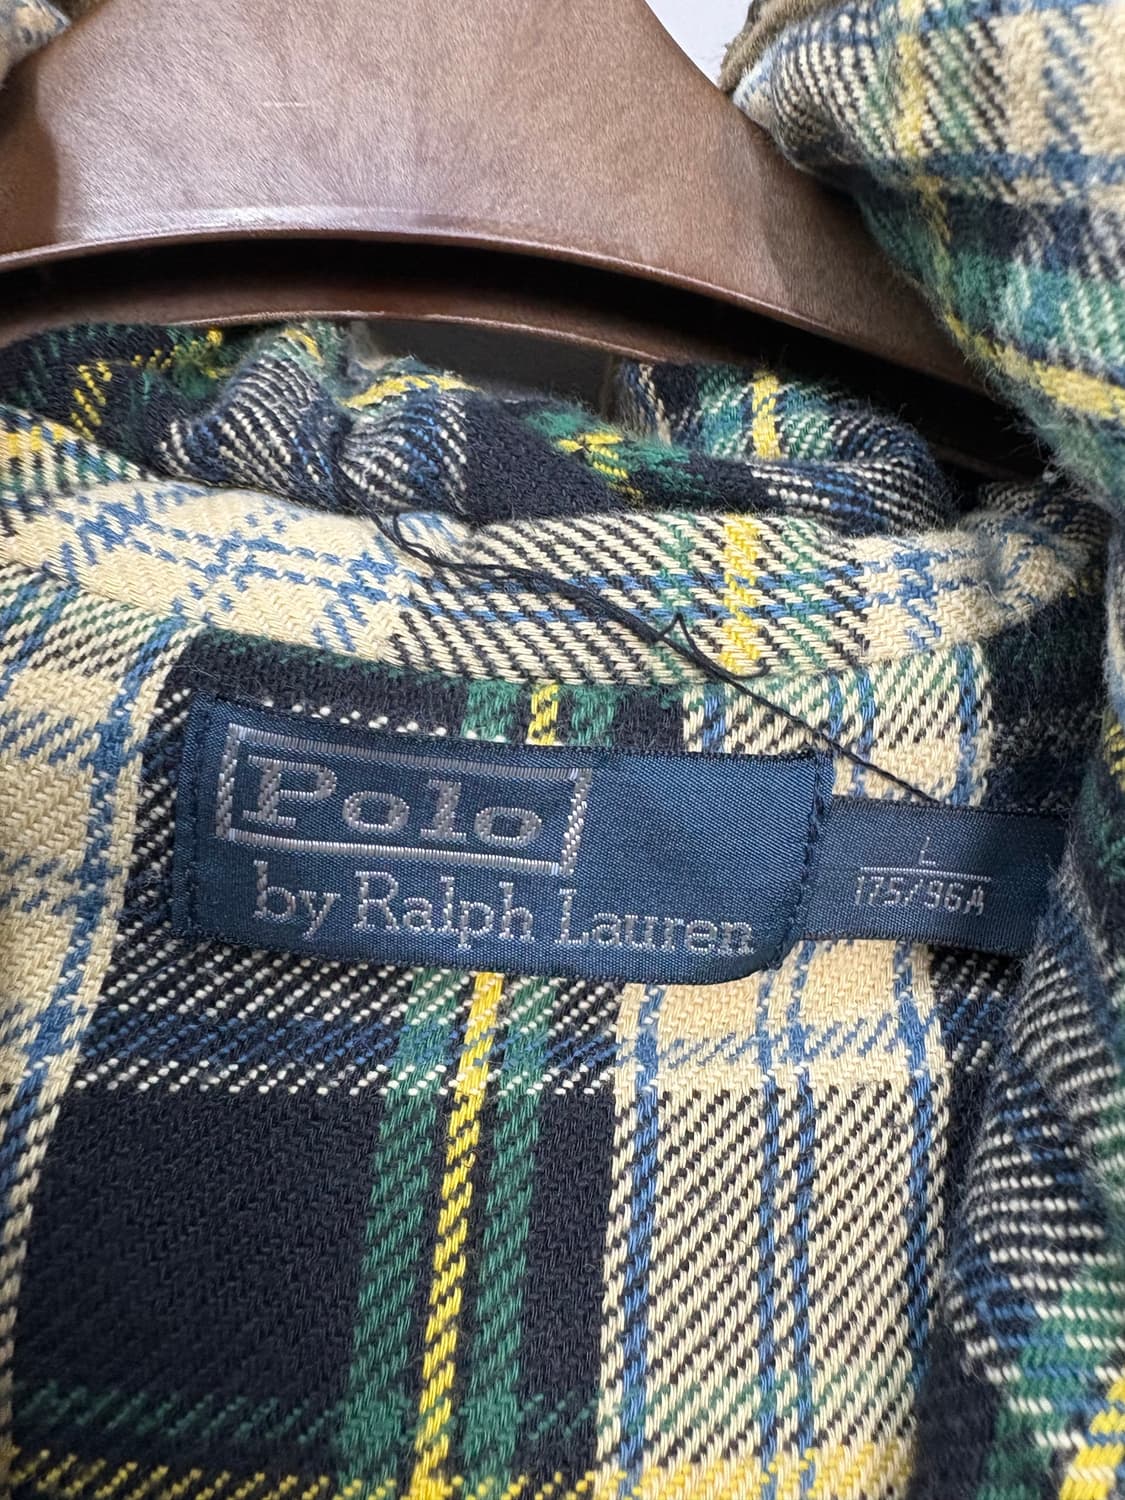 Polo
by Ralph Lauren
L
175/96A